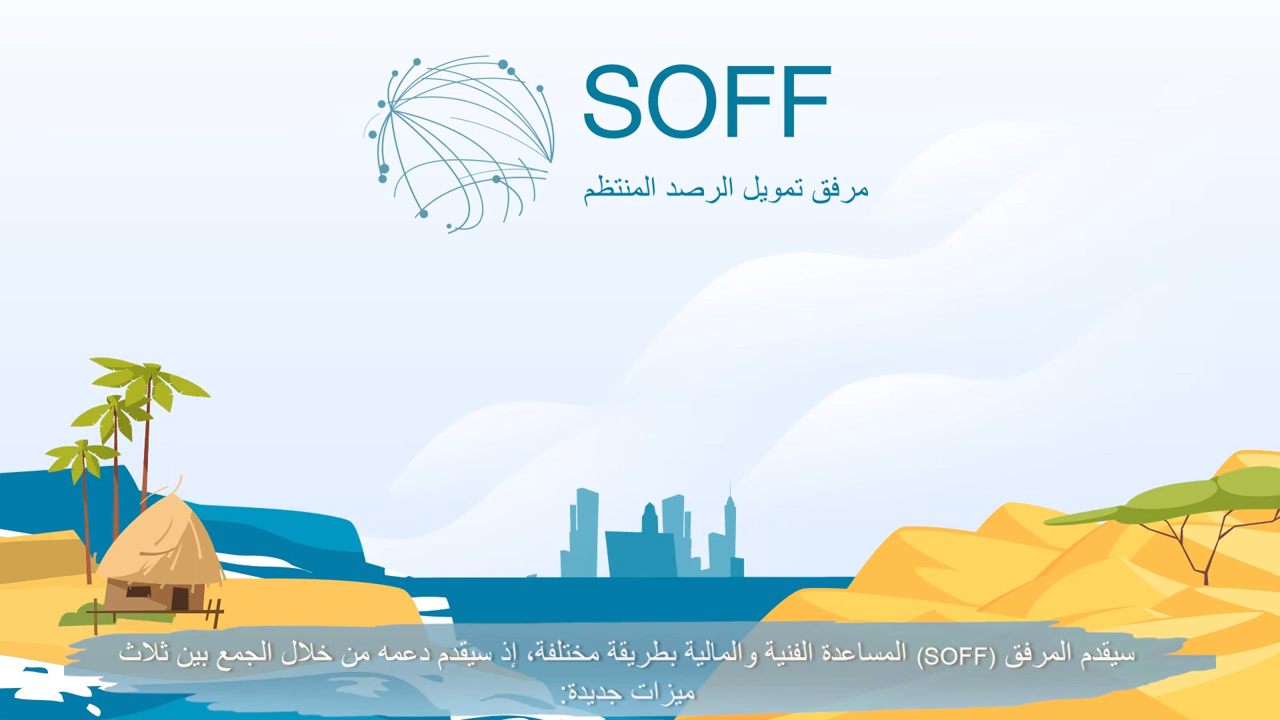 SOFF
مرفق تمويل الرصد المنتظم
سيقدم المرفق (SOFF) المساعدة الفنية والمالية بطريقة مختلفة، إذ سيقدم دعمه من خلال الجمع بين ثلاث
ميزات جديدة: